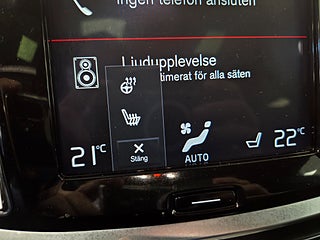 Ingen telefon ansluten
Ljudupplevelse
timerat för alla säten
21°C
Stäng
AUTO
22°C